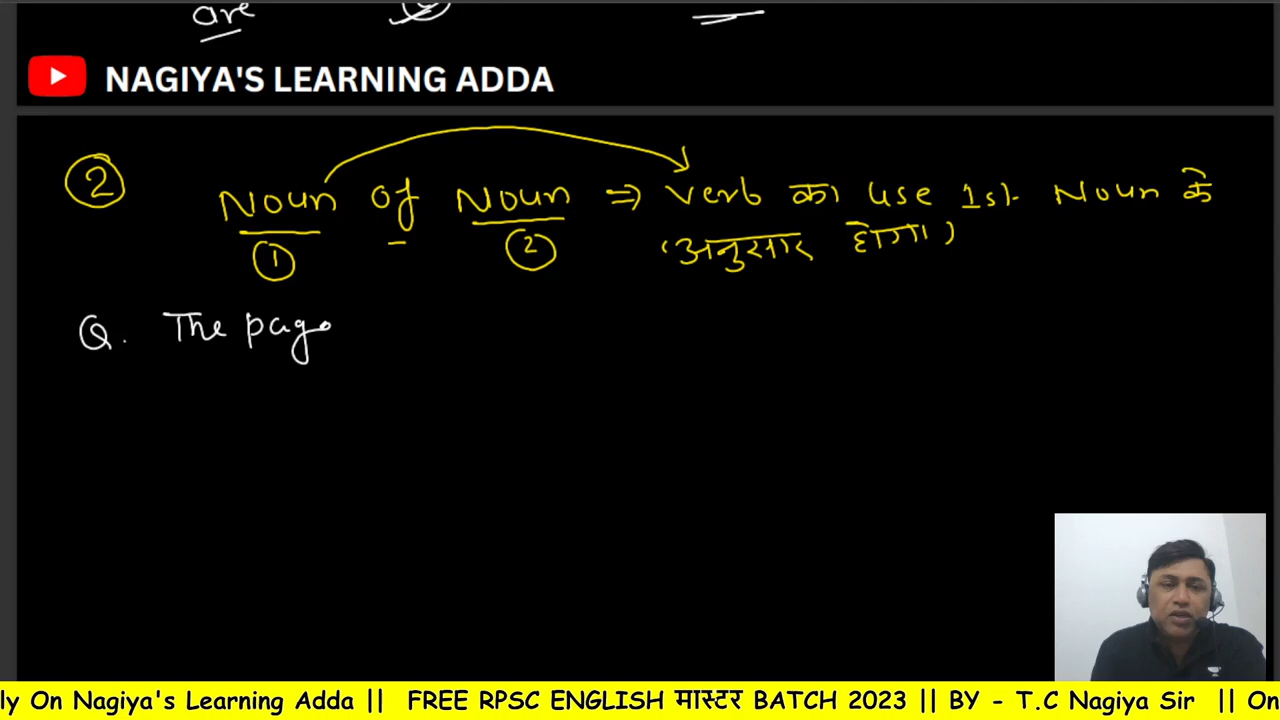 are
NAGIYA'S LEARNING ADDA
② Noun of Noun ⇒ Verb का use 1st Noun के
① ② (अनुसार होगा)
Q. The page
ly On Nagiya's Learning Adda || FREE RPSC ENGLISH मास्टर BATCH 2023 || BY - T.C Nagiya Sir || On